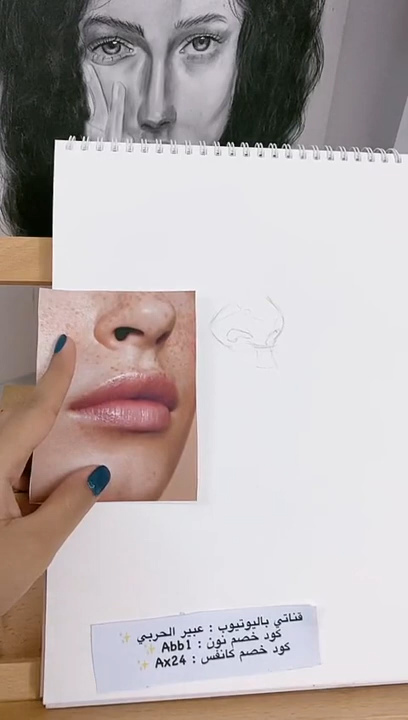 قناتي باليوتيوب : عبير الحربي ✨
كود خصم نون : Abb1 ✨
كود خصم كانفس : Ax24 ✨